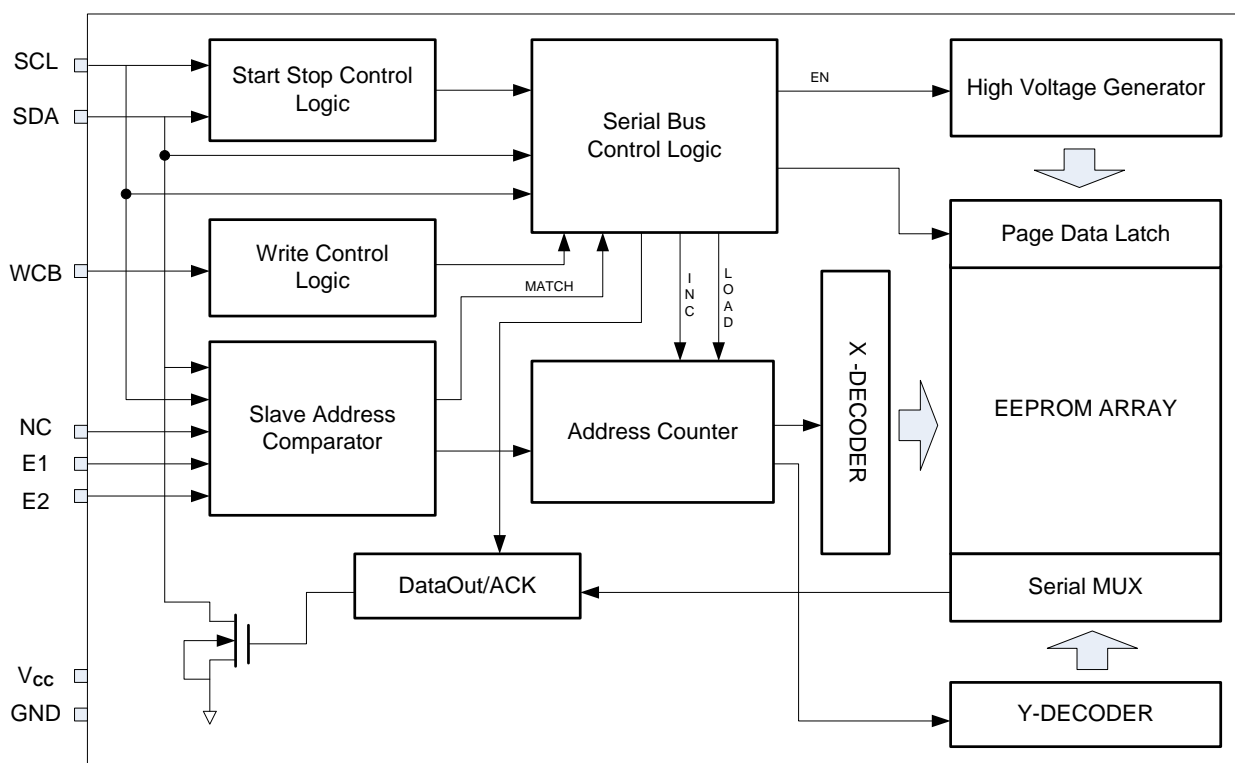 SCL
SDA
WCB
NC
E1
E2
Vcc
GND
Start Stop Control
Logic
Write Control
Logic
Slave Address
Comparator
MATCH
Serial Bus
Control Logic
EN
INC
LOAD
Address Counter
DataOut/ACK
X -DECODER
High Voltage Generator
Page Data Latch
EEPROM ARRAY
Serial MUX
Y-DECODER